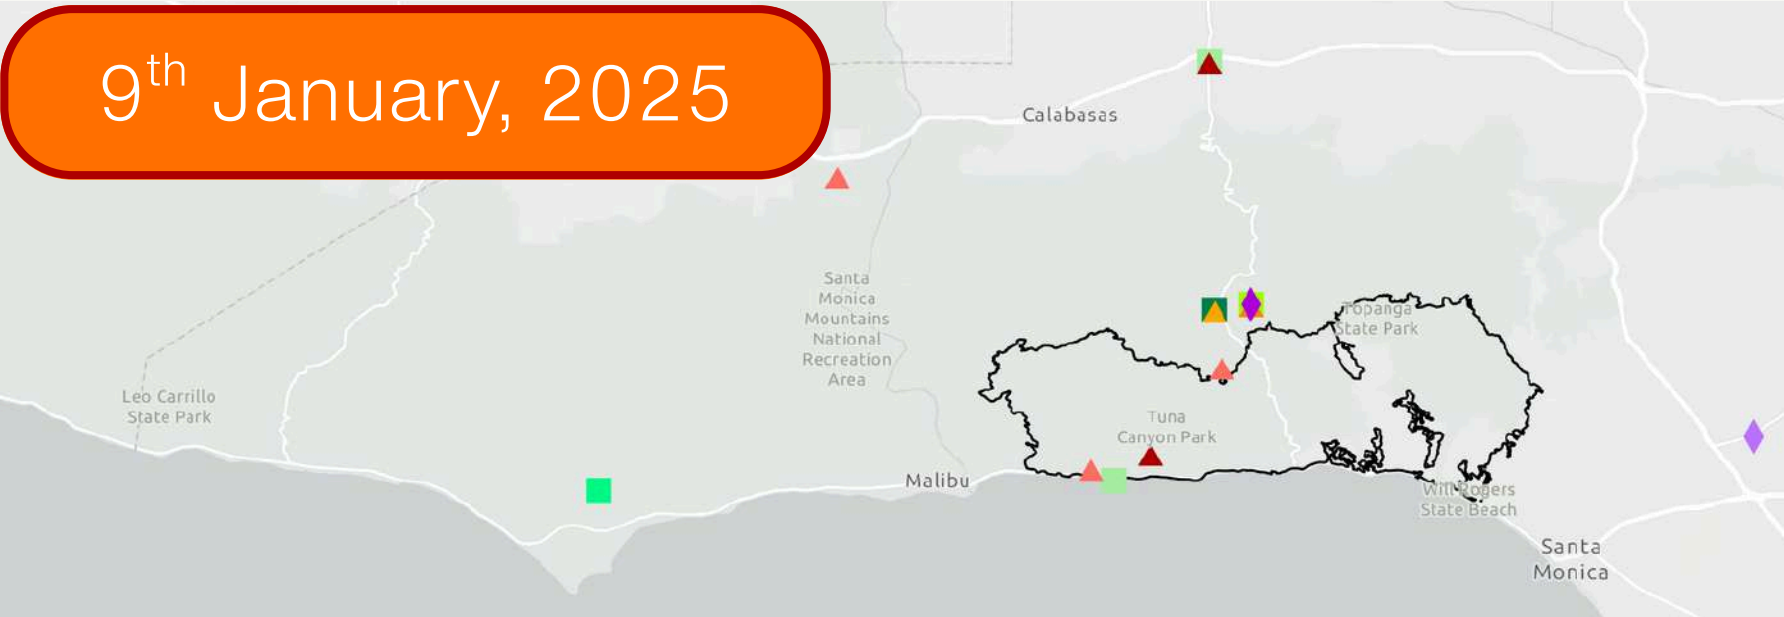 9th January, 2025
Calabasas
Santa
Monica
Mountains
National
Recreation
Area
Topanga
State Park
Leo Carrillo
State Park
Tuna
Canyon Park
Malibu
Will Rogers
State Beach
Santa
Monica